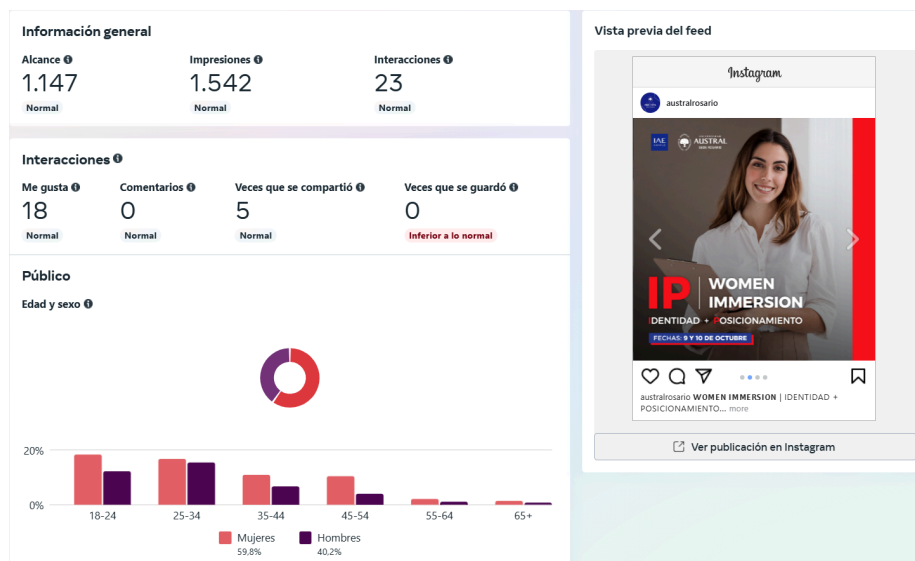 Información general
Alcance
Impresiones
Interacciones
1.147
1.542
23
Normal
Normal
Normal
Interacciones
Me gusta
Comentarios
Veces que se compartió
Veces que se guardó
18
0
5
0
Normal
Normal
Normal
Inferior a lo normal
Público
Edad y sexo
20%
0%
18-24
25-34
35-44
45-54
55-64
65+
Mujeres
59,8%
Hombres
40,2%
Vista previa del feed
Instagram
australrosario
IAE
AUSTRAL
IP
WOMEN
IMMERSION
IDENTIDAD + POSICIONAMIENTO
FECHAS: 9 Y 10 DE OCTUBRE
australrosario WOMEN IMMERSION | IDENTIDAD +
POSICIONAMIENTO... more
Ver publicación en Instagram